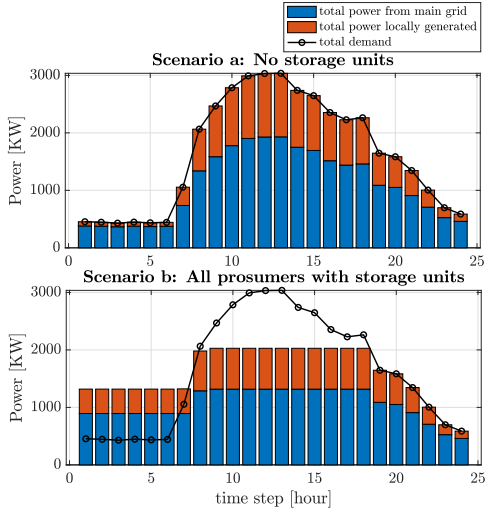 total power from main grid
total power locally generated
total demand
Scenario a: No storage units
3000
2000
1000
0
Power [KW]
0 5 10 15 20 25
Scenario b: All prosumers with storage units
3000
2000
1000
0
Power [KW]
0 5 10 15 20 25
time step [hour]